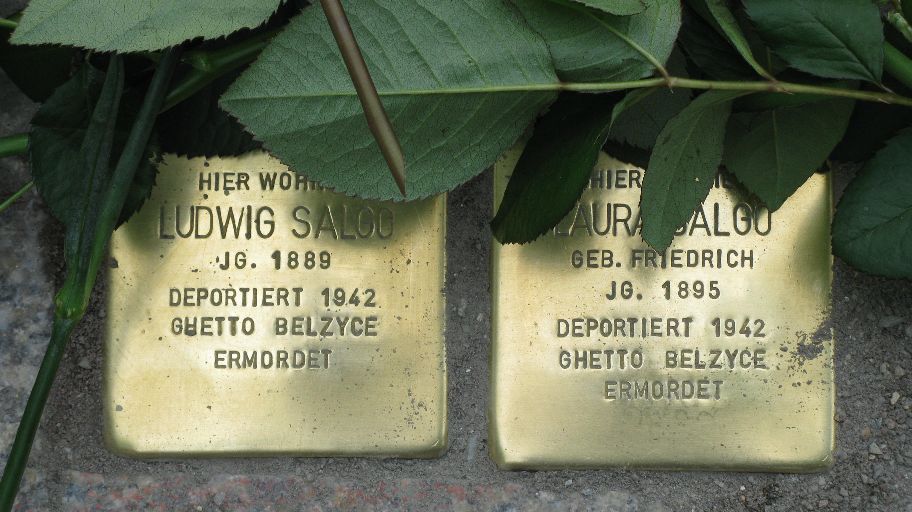 HIER WOHN
LUDWIG SALGO
JG. 1889
DEPORTIERT 1942
GHETTO BELZYCE
ERMORDET
HIER
LAURA SALGO
GEB. FRIEDRICH
JG. 1895
DEPORTIERT 1942
GHETTO BELZYCE
ERMORDET